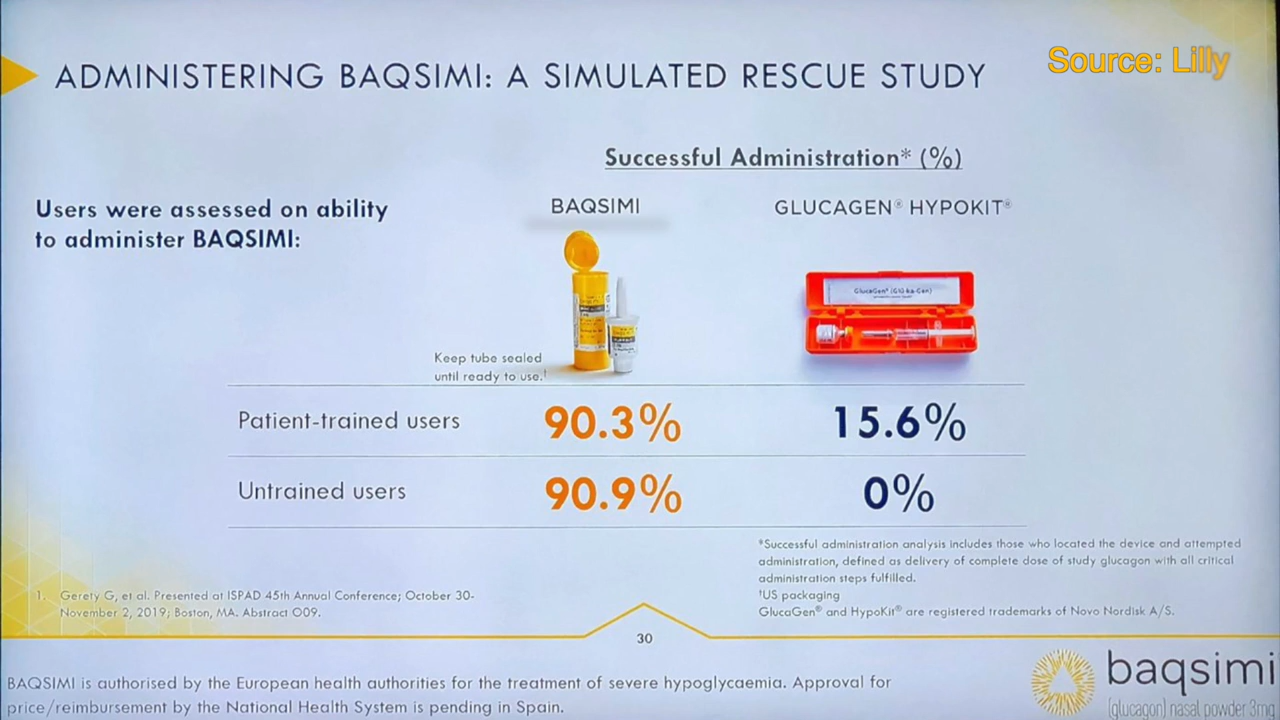 Source: Lilly
ADMINISTERING BAQSIMI: A SIMULATED RESCUE STUDY
Successful Administration* (%)
Users were assessed on ability
to administer BAQSIMI:
BAQSIMI
GLUCAGEN® HYPOKIT®
GlucaGen® (Glū-ka-Gen)
Keep tube sealed
until ready to use.†
Patient-trained users 90.3% 15.6%
Untrained users 90.9% 0%
*Successful administration analysis includes those who located the device and attempted
administration, defined as delivery of complete dose of study glucagon with all critical
administration steps fulfilled.
†US packaging
GlucaGen® and HypoKit® are registered trademarks of Novo Nordisk A/S.
1. Gerety G, et al. Presented at ISPAD 45th Annual Conference; October 30-
November 2, 2019; Boston, MA. Abstract O09.
30
BAQSIMI is authorised by the European health authorities for the treatment of severe hypoglycaemia. Approval for
price/reimbursement by the National Health System is pending in Spain.
baqsimi
(glucagon) nasal powder 3mg